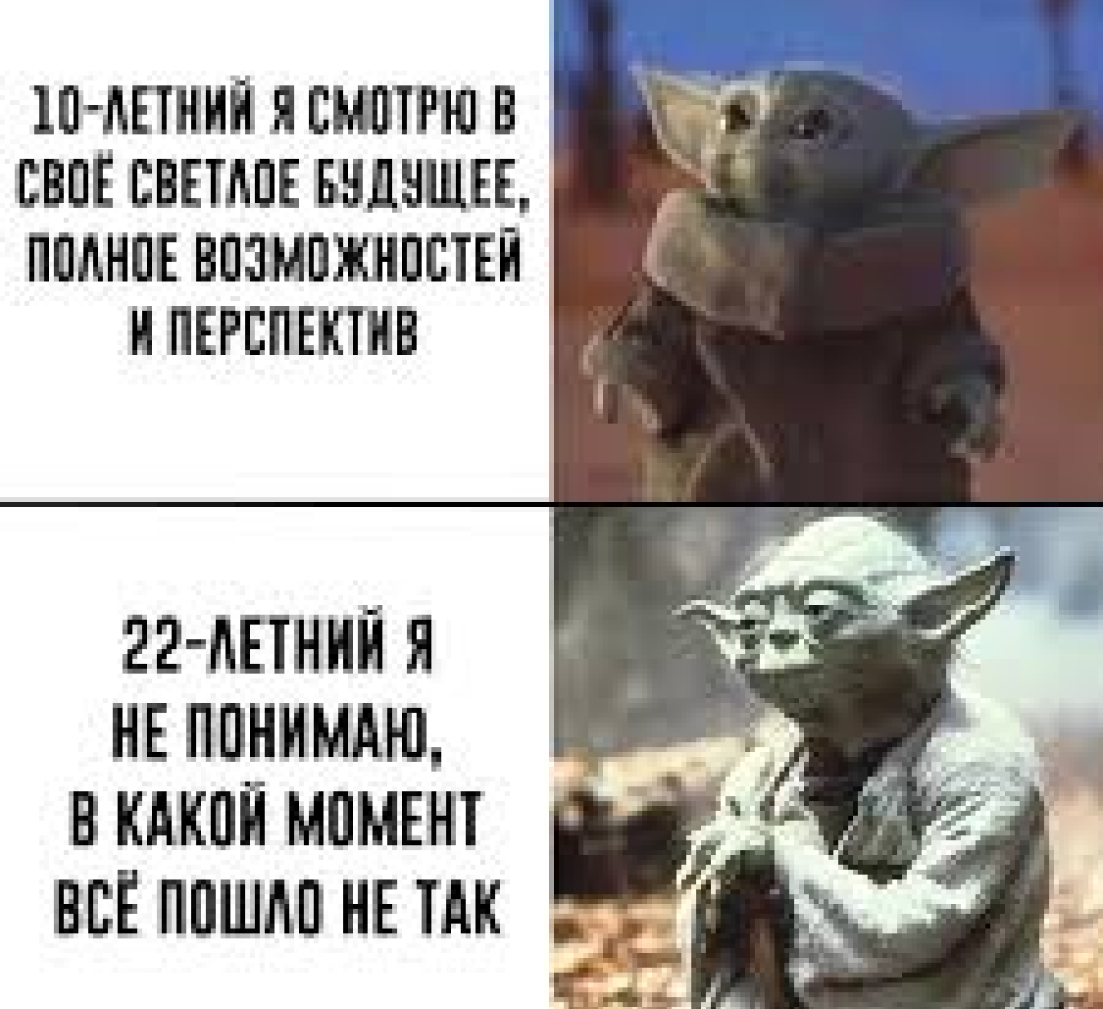 10-ЛЕТНИЙ Я СМОТРЮ В
СВОЁ СВЕТЛОЕ БУДУЩЕЕ,
ПОЛНОЕ ВОЗМОЖНОСТЕЙ
И ПЕРСПЕКТИВ
22-ЛЕТНИЙ Я
НЕ ПОНИМАЮ,
В КАКОЙ МОМЕНТ
ВСЁ ПОШЛО НЕ ТАК